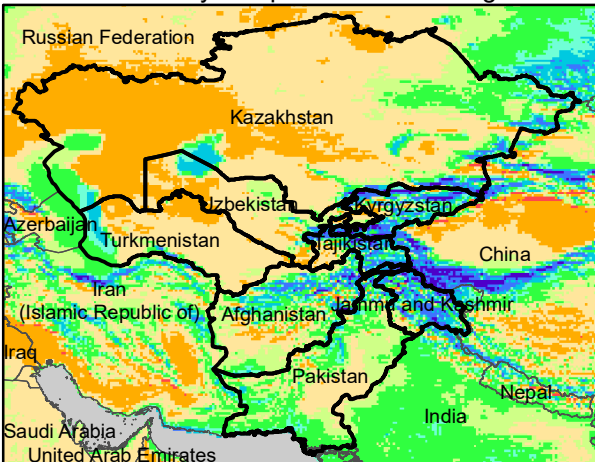 Russian Federation
Kazakhstan
Uzbekistan
Kyrgyzstan
Azerbaijan
Turkmenistan
Tajikistan
China
Iran
(Islamic Republic of)
Afghanistan
Jammu and Kashmir
Iraq
Pakistan
Nepal
India
Saudi Arabia
United Arab Emirates